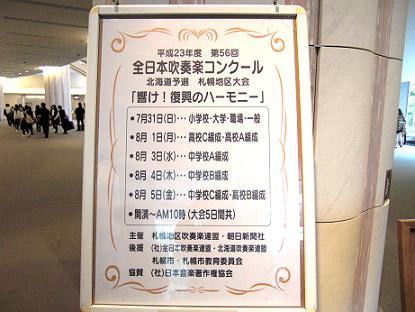 平成23年度 第56回
全日本吹奏楽コンクール
北海道予選 札幌地区大会
「響け!復興のハーモニー」
•7月31日(日)…小学校・大学・職場・一般
•8月 1日(月)…高校C編成・高校A編成
•8月 3日(水)…中学校A編成
•8月 4日(木)…中学校B編成
•8月 5日(金)…中学校C編成・高校B編成
•開演〜AM10時(大会5日間共)
主催 札幌地区吹奏楽連盟・朝日新聞社
後援 (社)全日本吹奏楽連盟・北海道吹奏楽連盟
札幌市・札幌市教育委員会
協賛 (社)日本音楽著作権協会